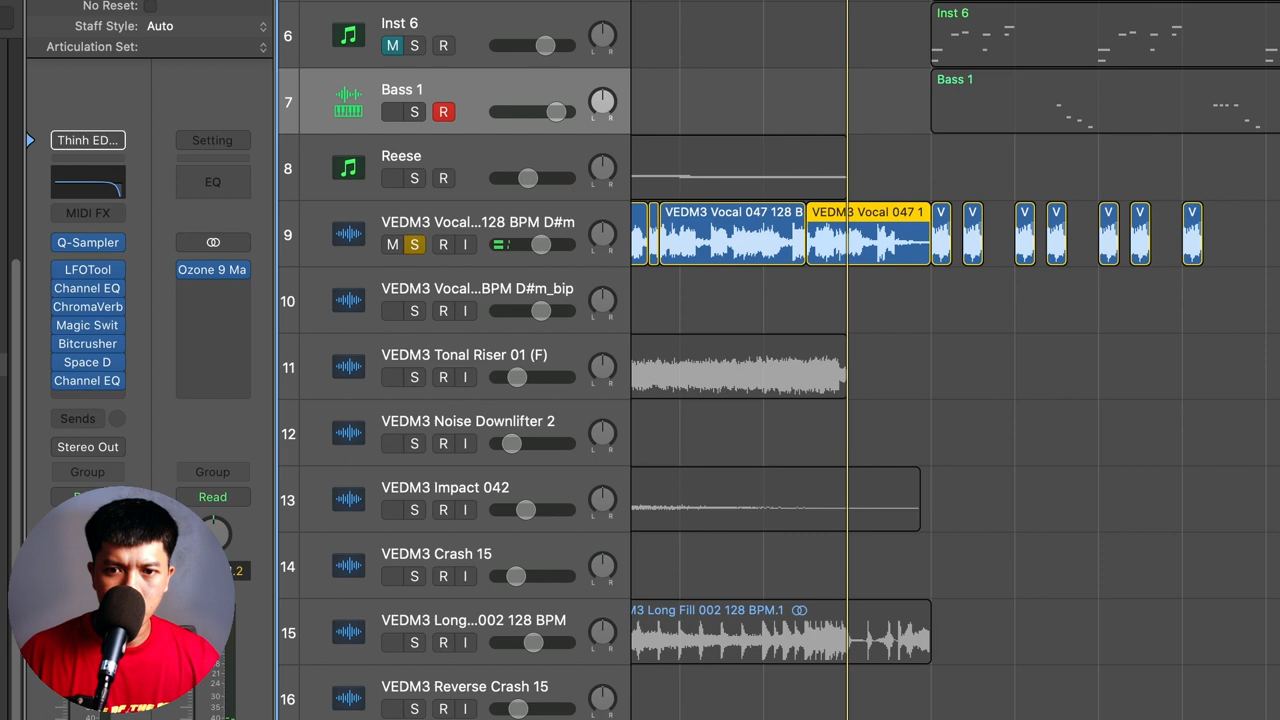 No Reset:
Staff Style: Auto
Articulation Set:
Thinh ED...
Setting
EQ
MIDI FX
Q-Sampler
LFOTool
Ozone 9 Ma
Channel EQ
ChromaVerb
Magic Swit
Bitcrusher
Space D
Channel EQ
Sends
Stereo Out
Group
Group
Read
6
Inst 6
M S R
L R
Inst 6
7
Bass 1
S R
L R
Bass 1
8
Reese
S R
L R
9
VEDM3 Vocal...128 BPM D#m
M S R I
L R
VEDM3 Vocal 047 128 B
VEDM3 Vocal 047 1
V V V V V V V
10
VEDM3 Vocal...BPM D#m_bip
S R I
L R
11
VEDM3 Tonal Riser 01 (F)
S R I
L R
12
VEDM3 Noise Downlifter 2
S R I
L R
13
VEDM3 Impact 042
S R I
L R
14
VEDM3 Crash 15
S R I
L R
15
VEDM3 Long...002 128 BPM
S R I
L R
M3 Long Fill 002 128 BPM.1
16
VEDM3 Reverse Crash 15
S R I
L R